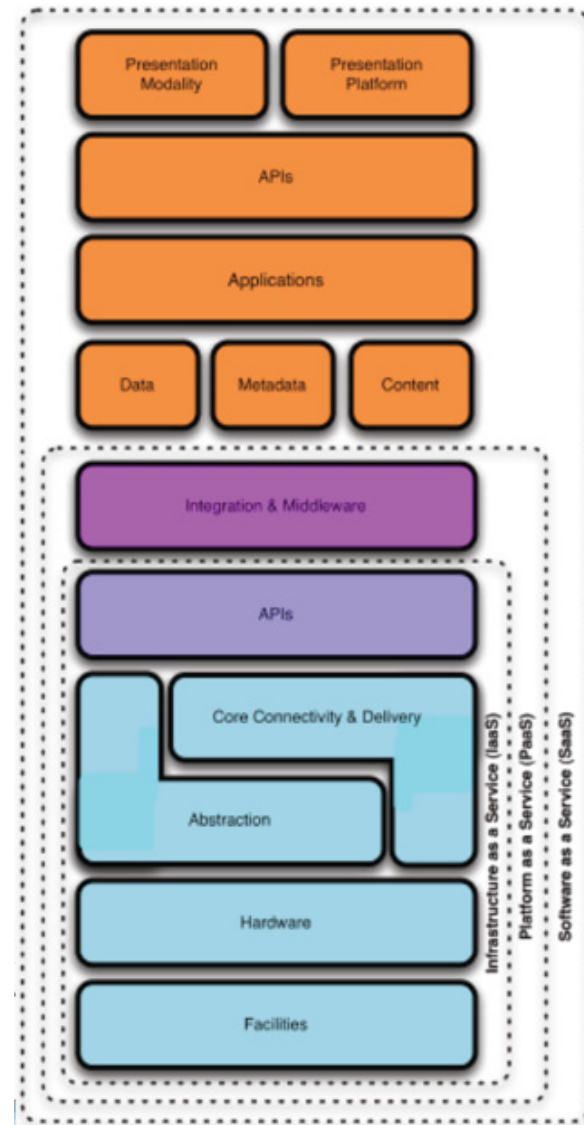 Presentation
Modality
Presentation
Platform
APIs
Applications
Data
Metadata
Content
Integration & Middleware
APIs
Core Connectivity & Delivery
Abstraction
Hardware
Facilities
Infrastructure as a Service (IaaS)
Platform as a Service (PaaS)
Software as a Service (SaaS)